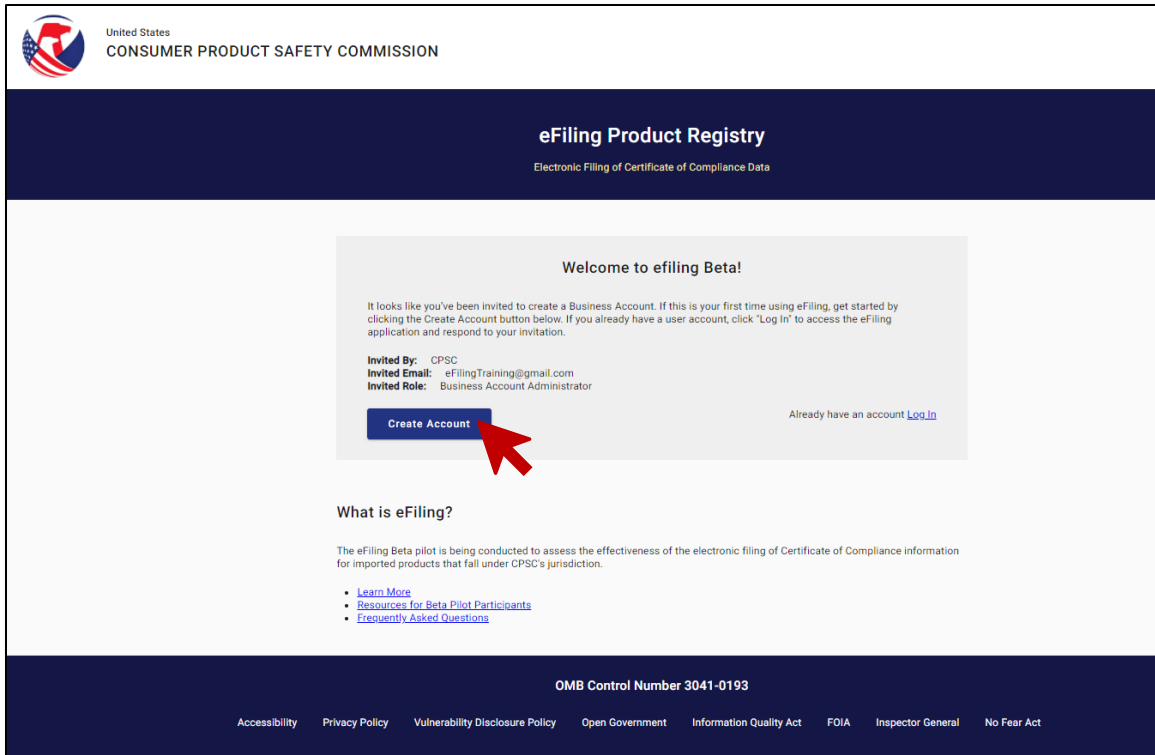 United States
CONSUMER PRODUCT SAFETY COMMISSION
eFiling Product Registry
Electronic Filing of Certificate of Compliance Data
Welcome to efiling Beta!
It looks like you've been invited to create a Business Account. If this is your first time using eFiling, get started by
clicking the Create Account button below. If you already have a user account, click "Log In" to access the eFiling
application and respond to your invitation.
Invited By: CPSC
Invited Email: eFilingTraining@gmail.com
Invited Role: Business Account Administrator
Create Account
Already have an account Log In
What is eFiling?
The eFiling Beta pilot is being conducted to assess the effectiveness of the electronic filing of Certificate of Compliance information
for imported products that fall under CPSC's jurisdiction.
Learn More
Resources for Beta Pilot Participants
Frequently Asked Questions
OMB Control Number 3041-0193
Accessibility Privacy Policy Vulnerability Disclosure Policy Open Government Information Quality Act FOIA Inspector General No Fear Act